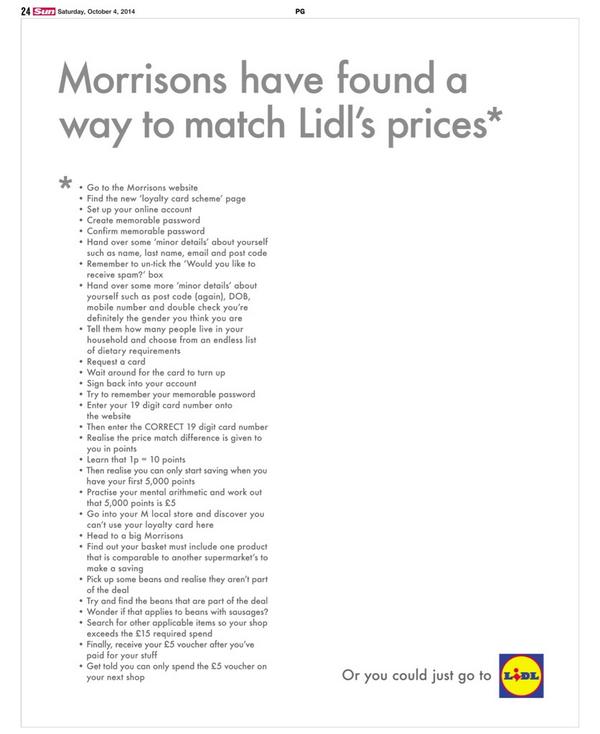 24 Sun Saturday, October 4, 2014 PG
Morrisons have found a
way to match Lidl's prices*
* • Go to the Morrisons website
• Find the new 'loyalty card scheme' page
• Set up your online account
• Create memorable password
• Confirm memorable password
• Hand over some 'minor details' about yourself
such as name, last name, email and post code
• Remember to un-tick the 'Would you like to
receive spam?' box
• Hand over some more 'minor details' about
yourself such as post code (again), DOB,
mobile number and double check you're
definitely the gender you think you are
• Tell them how many people live in your
household and choose from an endless list
of dietary requirements
• Request a card
• Wait around for the card to turn up
• Sign back into your account
• Try to remember your memorable password
• Enter your 19 digit card number onto
the website
• Then enter the CORRECT 19 digit card number
• Realise the price match difference is given to
you in points
• Learn that 1p = 10 points
• Then realise you can only start saving when you
have your first 5,000 points
• Practise your mental arithmetic and work out
that 5,000 points is £5
• Go into your M local store and discover you
can't use your loyalty card here
• Head to a big Morrisons
• Find out your basket must include one product
that is comparable to another supermarket's to
make a saving
• Pick up some beans and realise they aren't part
of the deal
• Try and find the beans that are part of the deal
• Wonder if that applies to beans with sausages?
• Search for other applicable items so your shop
exceeds the £15 required spend
• Finally, receive your £5 voucher after you've
paid for your stuff
• Get told you can only spend the £5 voucher on
your next shop
Or you could just go to LIDL